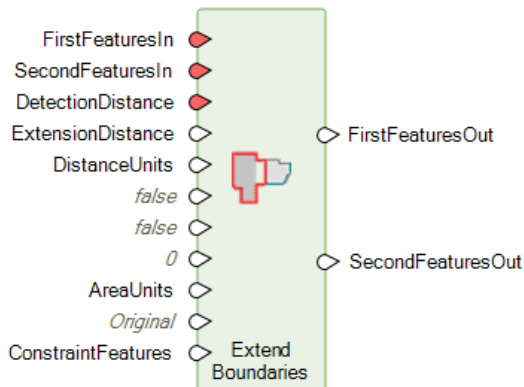 FirstFeaturesIn
SecondFeaturesIn
DetectionDistance
ExtensionDistance
DistanceUnits
false
false
0
AreaUnits
Original
ConstraintFeatures
FirstFeaturesOut
SecondFeaturesOut
Extend
Boundaries